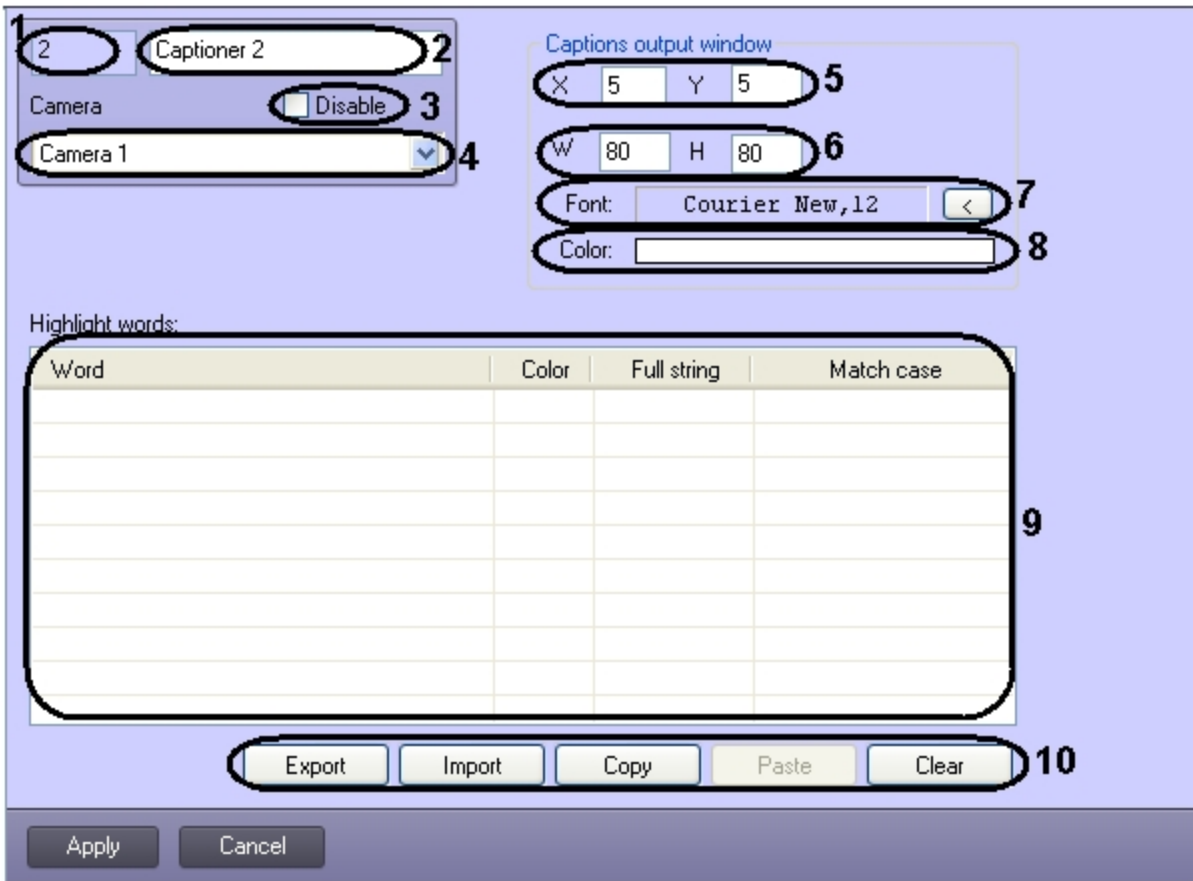 1
2 Captioner 2 2
Camera Disable 3
Camera 1 4
Captions output window
X 5 Y 5 5
W 80 H 80 6
Font: Courier New,12 < 7
Color: 8
Highlight words:
Word Color Full string Match case
9
Export Import Copy Paste Clear 10
Apply Cancel